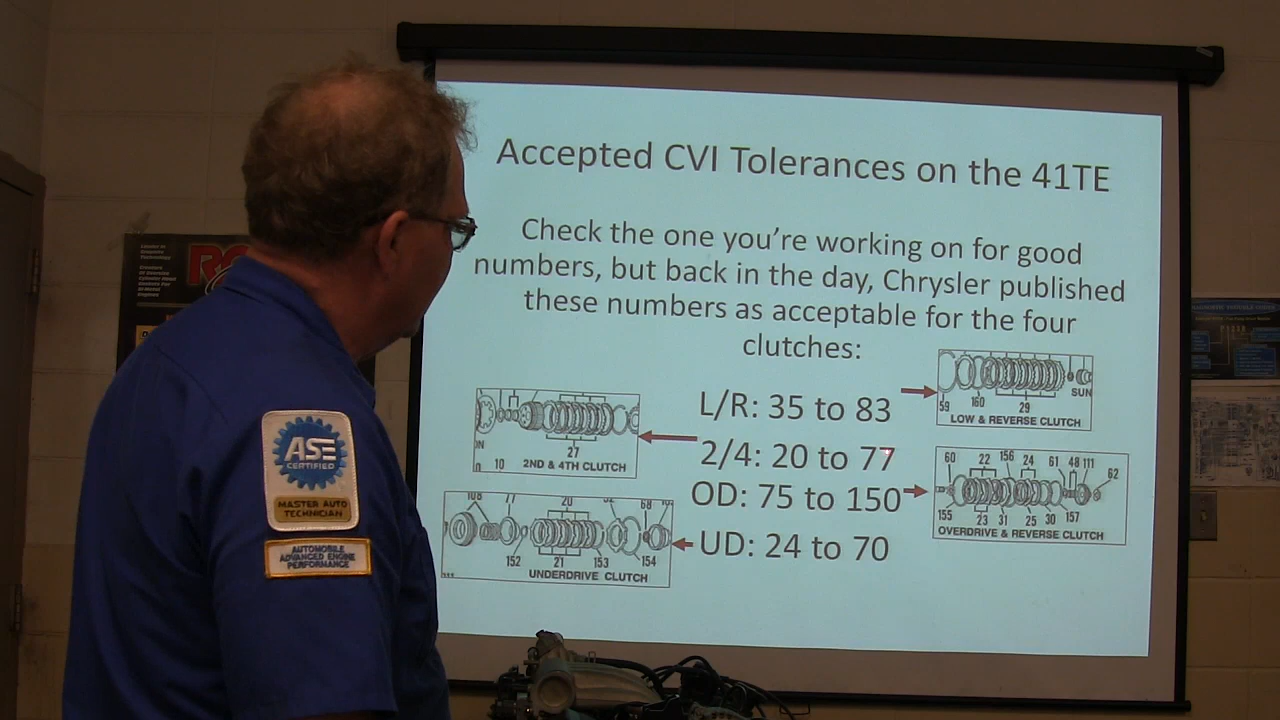 Accepted CVI Tolerances on the 41TE
Check the one you’re working on for good
numbers, but back in the day, Chrysler published
these numbers as acceptable for the four
clutches:
L/R: 35 to 83
2/4: 20 to 77
OD: 75 to 150
UD: 24 to 70
27
10
2ND & 4TH CLUTCH
20
68
152
21
153
154
UNDERDRIVE CLUTCH
SUN
59
160
29
LOW & REVERSE CLUTCH
60
22
156
24
61
48
111
62
155
23
31
25
30
157
OVERDRIVE & REVERSE CLUTCH
ASE
CERTIFIED
MASTER AUTO
TECHNICIAN
AUTOMOBILE
ADVANCED ENGINE
PERFORMANCE